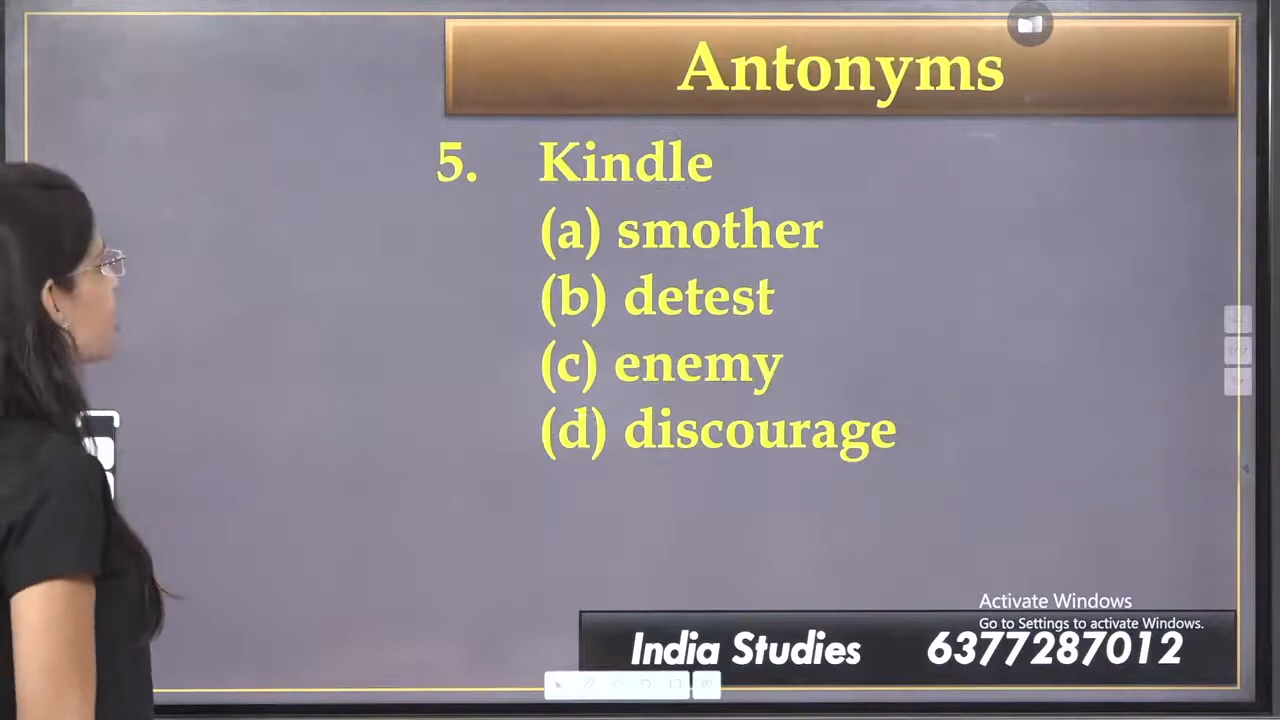 Antonyms
5. Kindle
(a) smother
(b) detest
(c) enemy
(d) discourage
Activate Windows
Go to Settings to activate Windows.
India Studies 6377287012